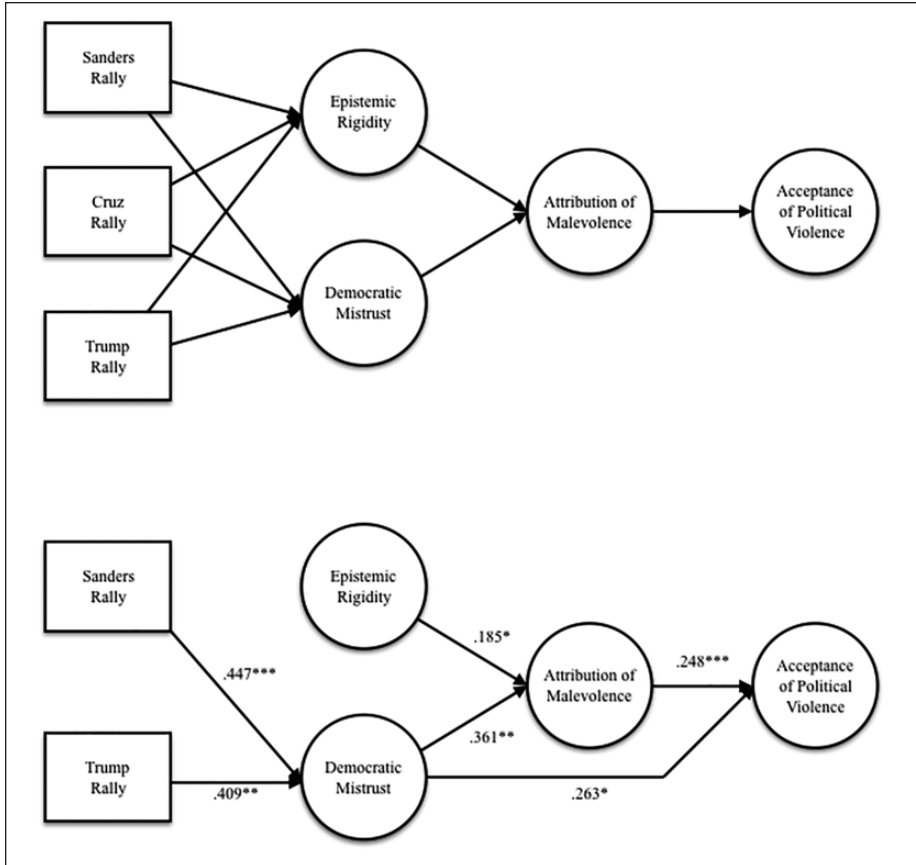 Sanders
Rally
Epistemic
Rigidity
Cruz
Rally
Attribution of
Malevolence
Acceptance
of Political
Violence
Democratic
Mistrust
Trump
Rally
Sanders
Rally
Epistemic
Rigidity
.185*
.447***
Attribution of
Malevolence
.248***
Acceptance
of Political
Violence
.361**
Trump
Rally
.409**
Democratic
Mistrust
.263*